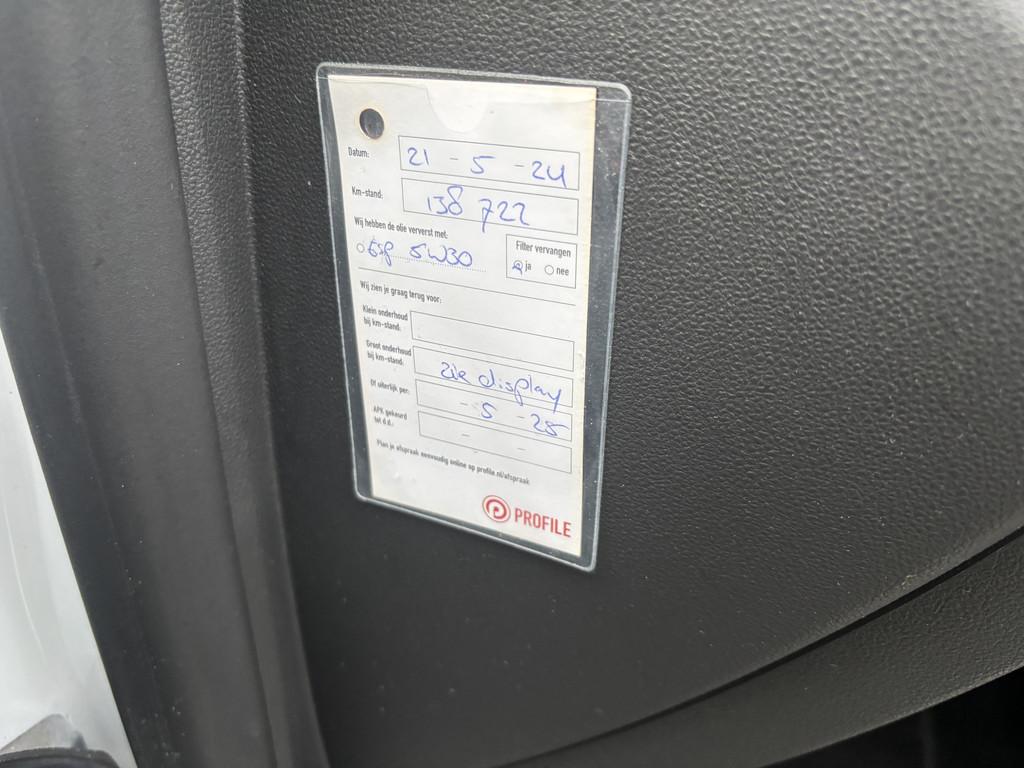 Datum: 21 - 5 - 24
Km-stand: 138 722
Wij hebben de olie ververst met:
Esp 5W30
Filter vervangen
ja nee
Wij zien je graag terug voor:
Klein onderhoud
bij km-stand:
Groot onderhoud
bij km-stand: zie display
Of uiterlijk per: - 5 - 25
APK gekeurd
tot d.d.: - -
Plan je afspraak eenvoudig online op profile.nl/afspraak
PROFILE